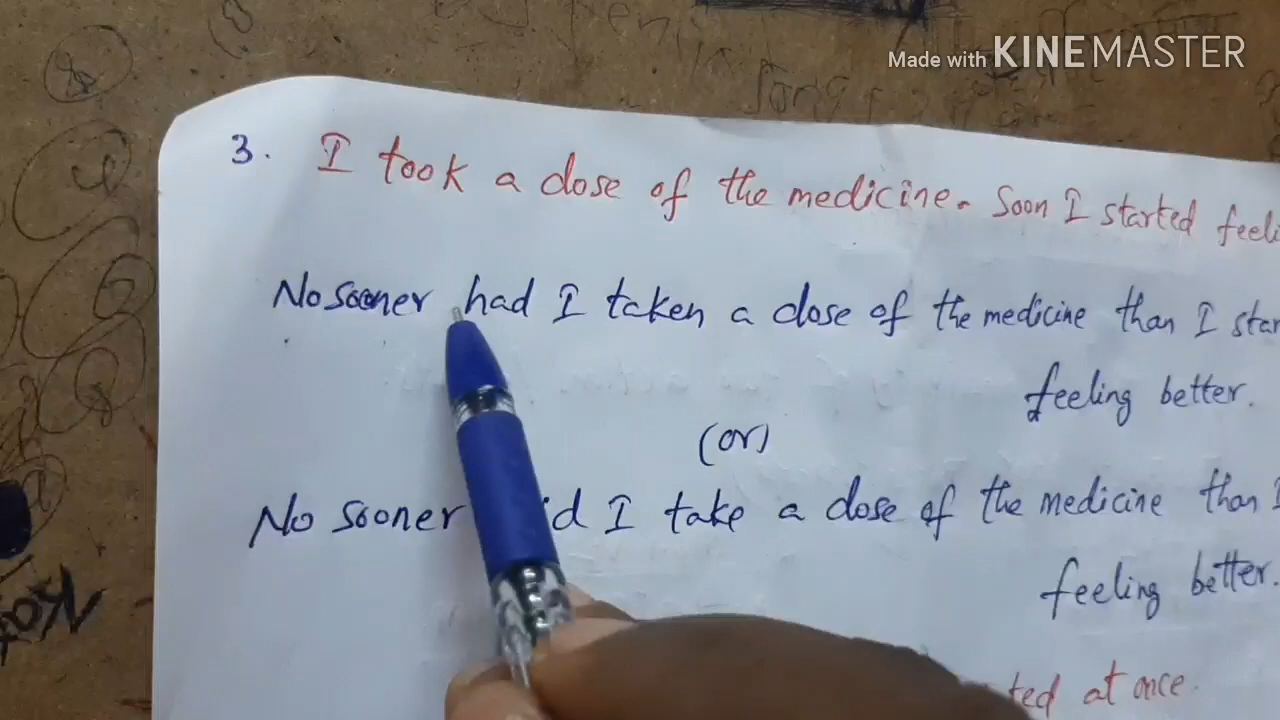 Made with KINEMASTER
3. I took a dose of the medicine. Soon I started feeli
No sooner had I taken a dose of the medicine than I star
feeling better.
(or)
No sooner id I take a dose of the medicine than I
feeling better.
ted at once.